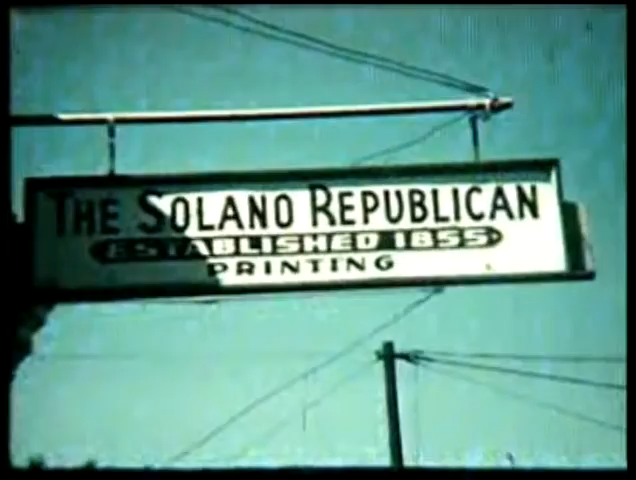 THE SOLANO REPUBLICAN
ESTABLISHED 1855
PRINTING